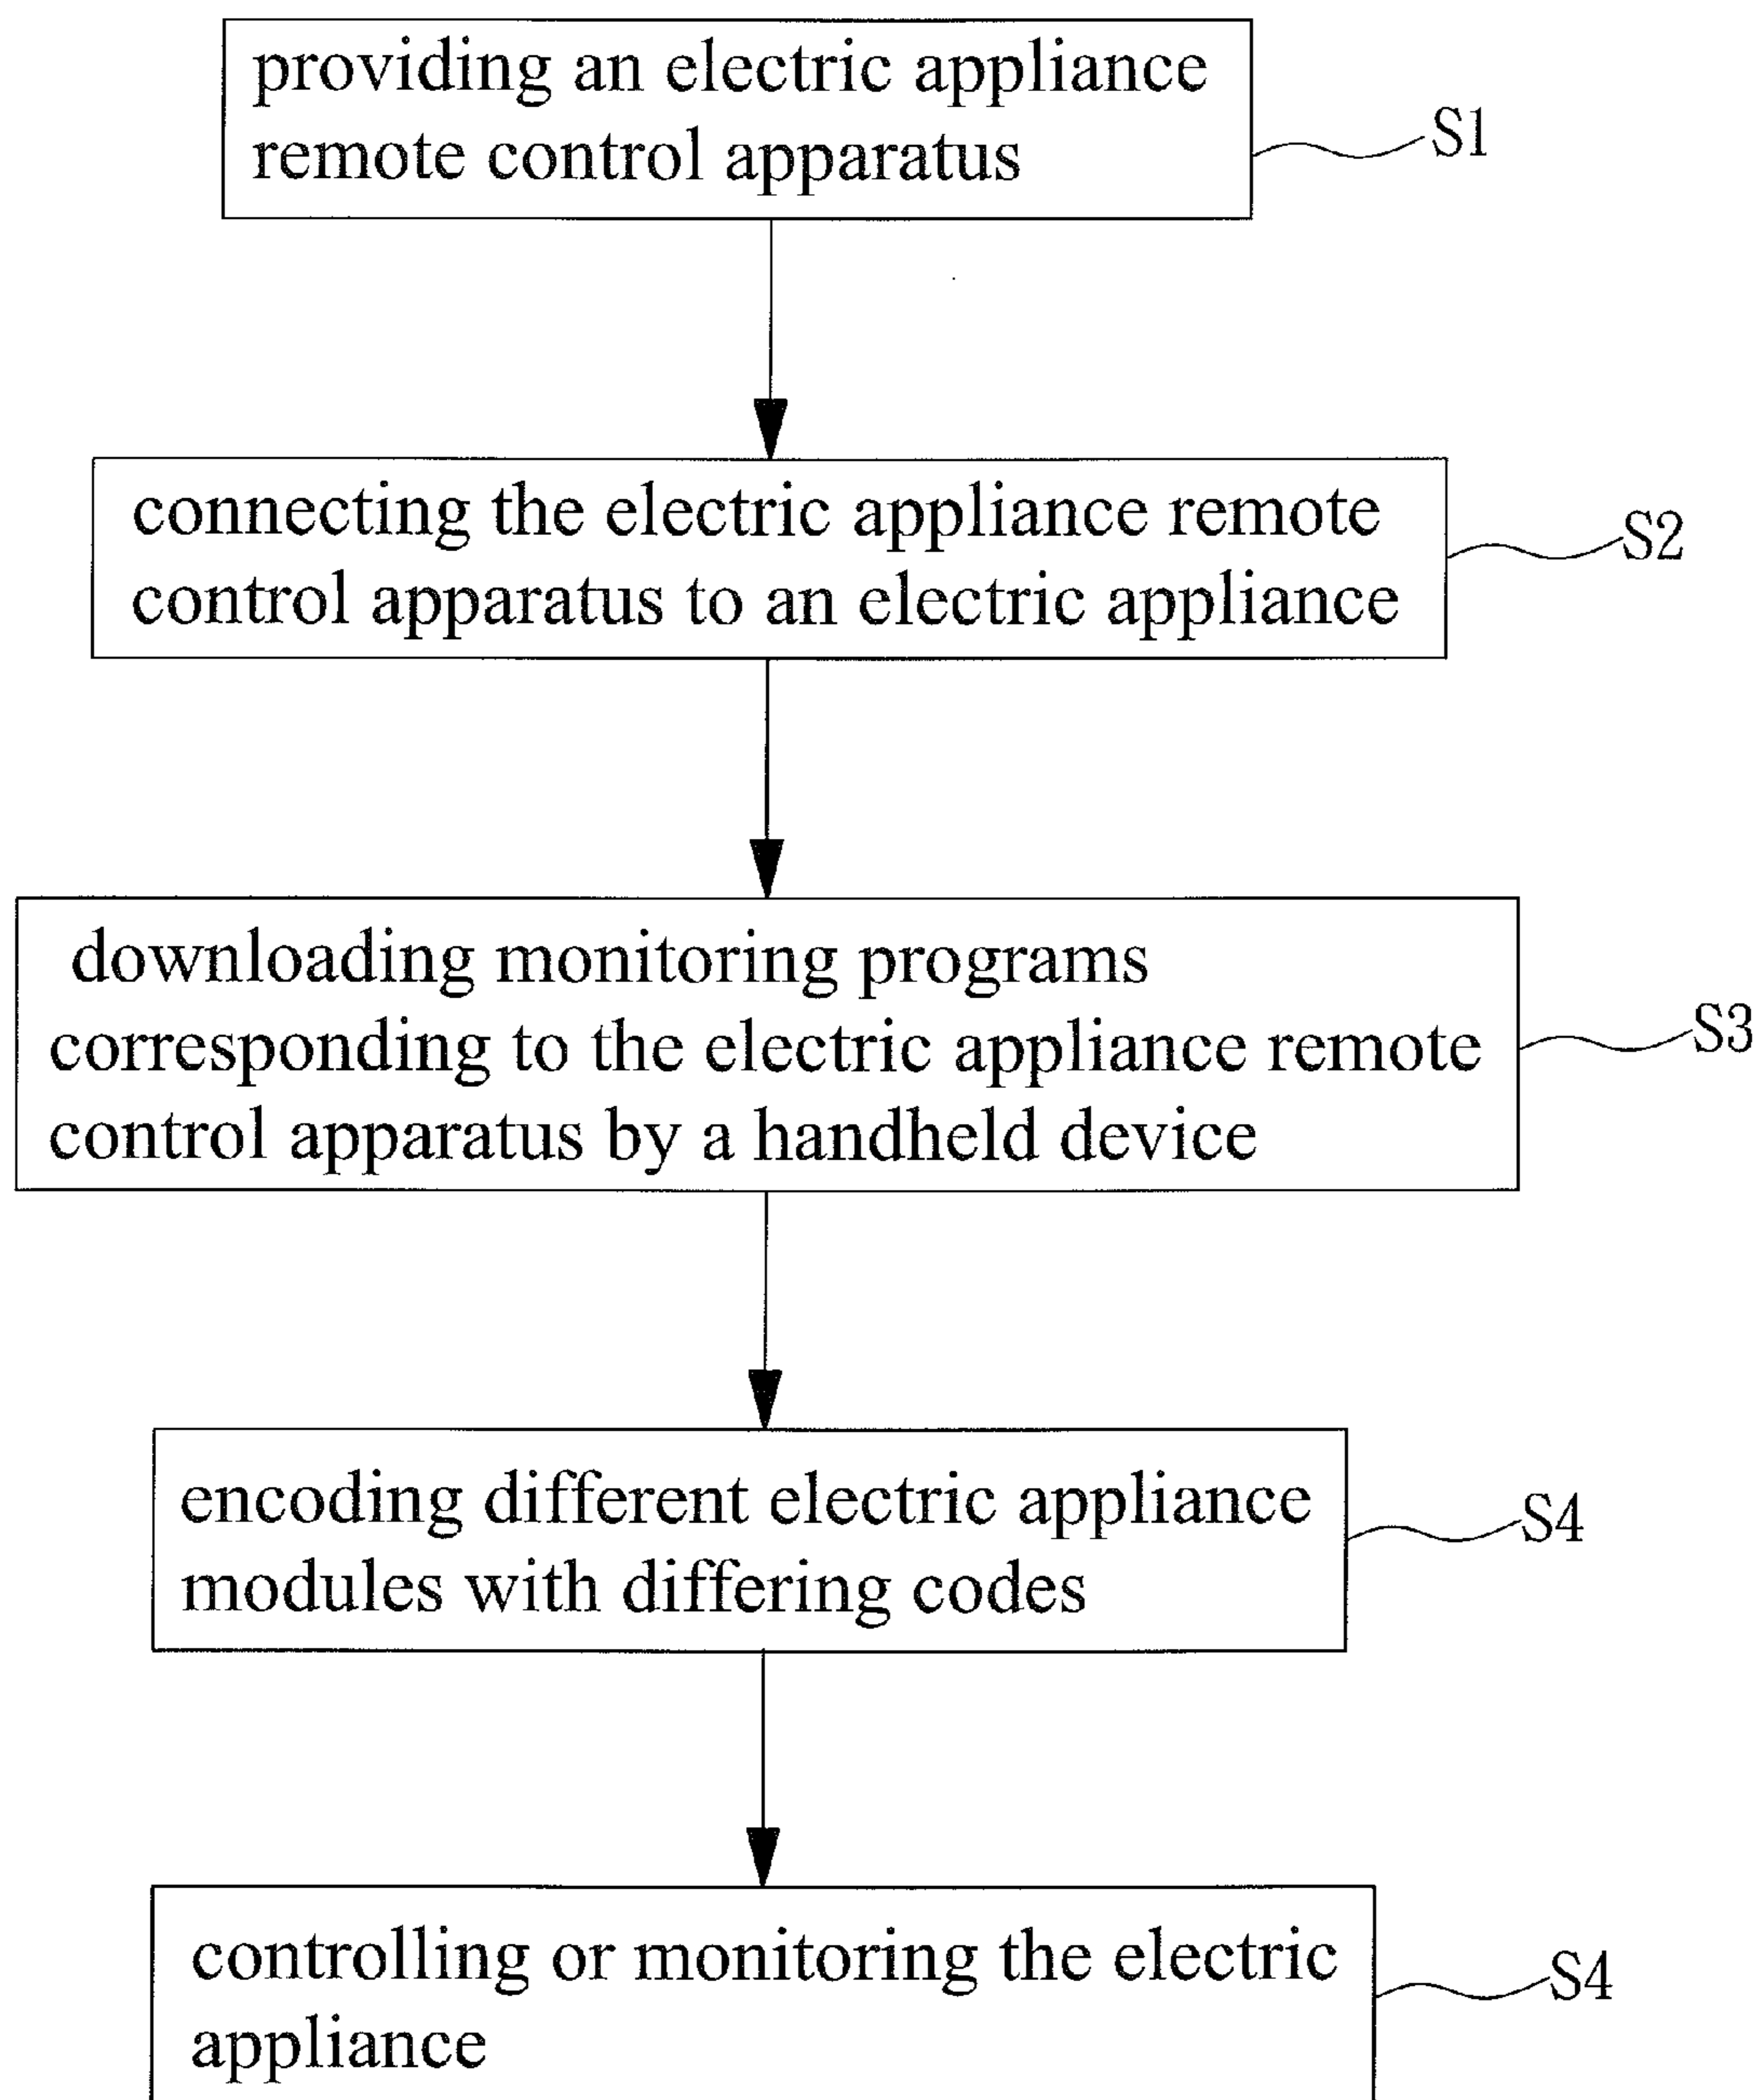 providing an electric appliance
remote control apparatus
S1
connecting the electric appliance remote
control apparatus to an electric appliance
S2
downloading monitoring programs
corresponding to the electric appliance remote
control apparatus by a handheld device
S3
encoding different electric appliance
modules with differing codes
S4
controlling or monitoring the electric
appliance
S4